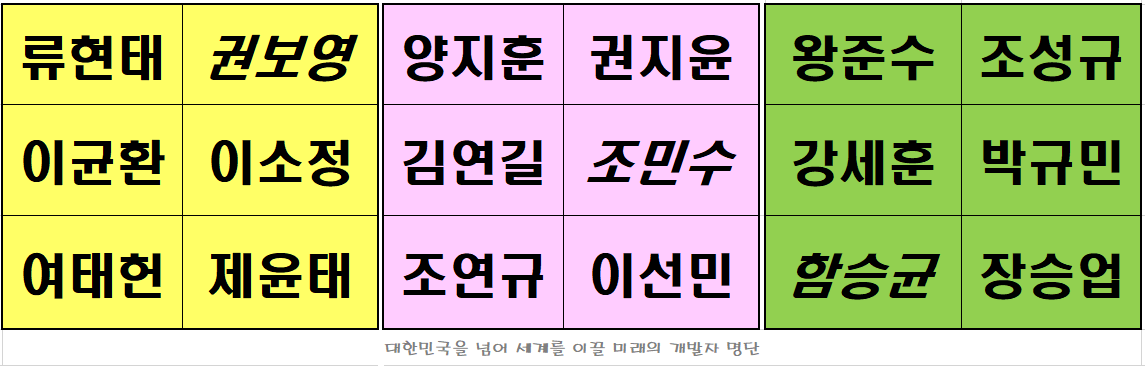 류현태 권보영 양지훈 권지윤 왕준수 조성규
이균환 이소정 김연길 조민수 강세훈 박규민
여태헌 제윤태 조연규 이선민 함승균 장승업
대한민국을 넘어 세계를 이끌 미래의 개발자 명단